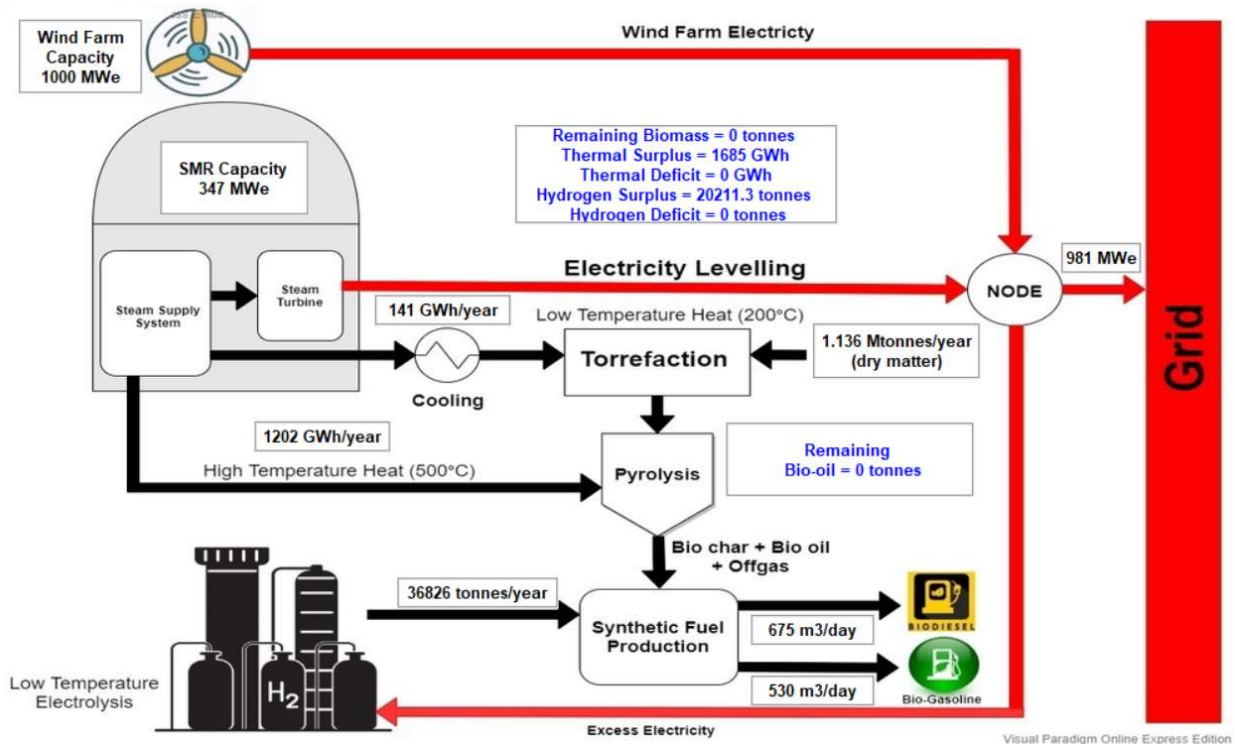 Wind Farm
Capacity
1000 MWe
Wind Farm Electricty
SMR Capacity
347 MWe
Remaining Biomass = 0 tonnes
Thermal Surplus = 1685 GWh
Thermal Deficit = 0 GWh
Hydrogen Surplus = 20211.3 tonnes
Hydrogen Deficit = 0 tonnes
Steam Supply
System
Steam
Turbine
Electricity Levelling
NODE
981 MWe
Grid
141 GWh/year
Low Temperature Heat (200°C)
Cooling
Torrefaction
1.136 Mtonnes/year
(dry matter)
1202 GWh/year
High Temperature Heat (500°C)
Pyrolysis
Remaining
Bio-oil = 0 tonnes
Bio char + Bio oil
+ Offgas
36826 tonnes/year
Synthetic Fuel
Production
675 m3/day
BIODIESEL
530 m3/day
Bio-Gasoline
Low Temperature
Electrolysis
H2
Excess Electricity
Visual Paradigm Online Express Edition